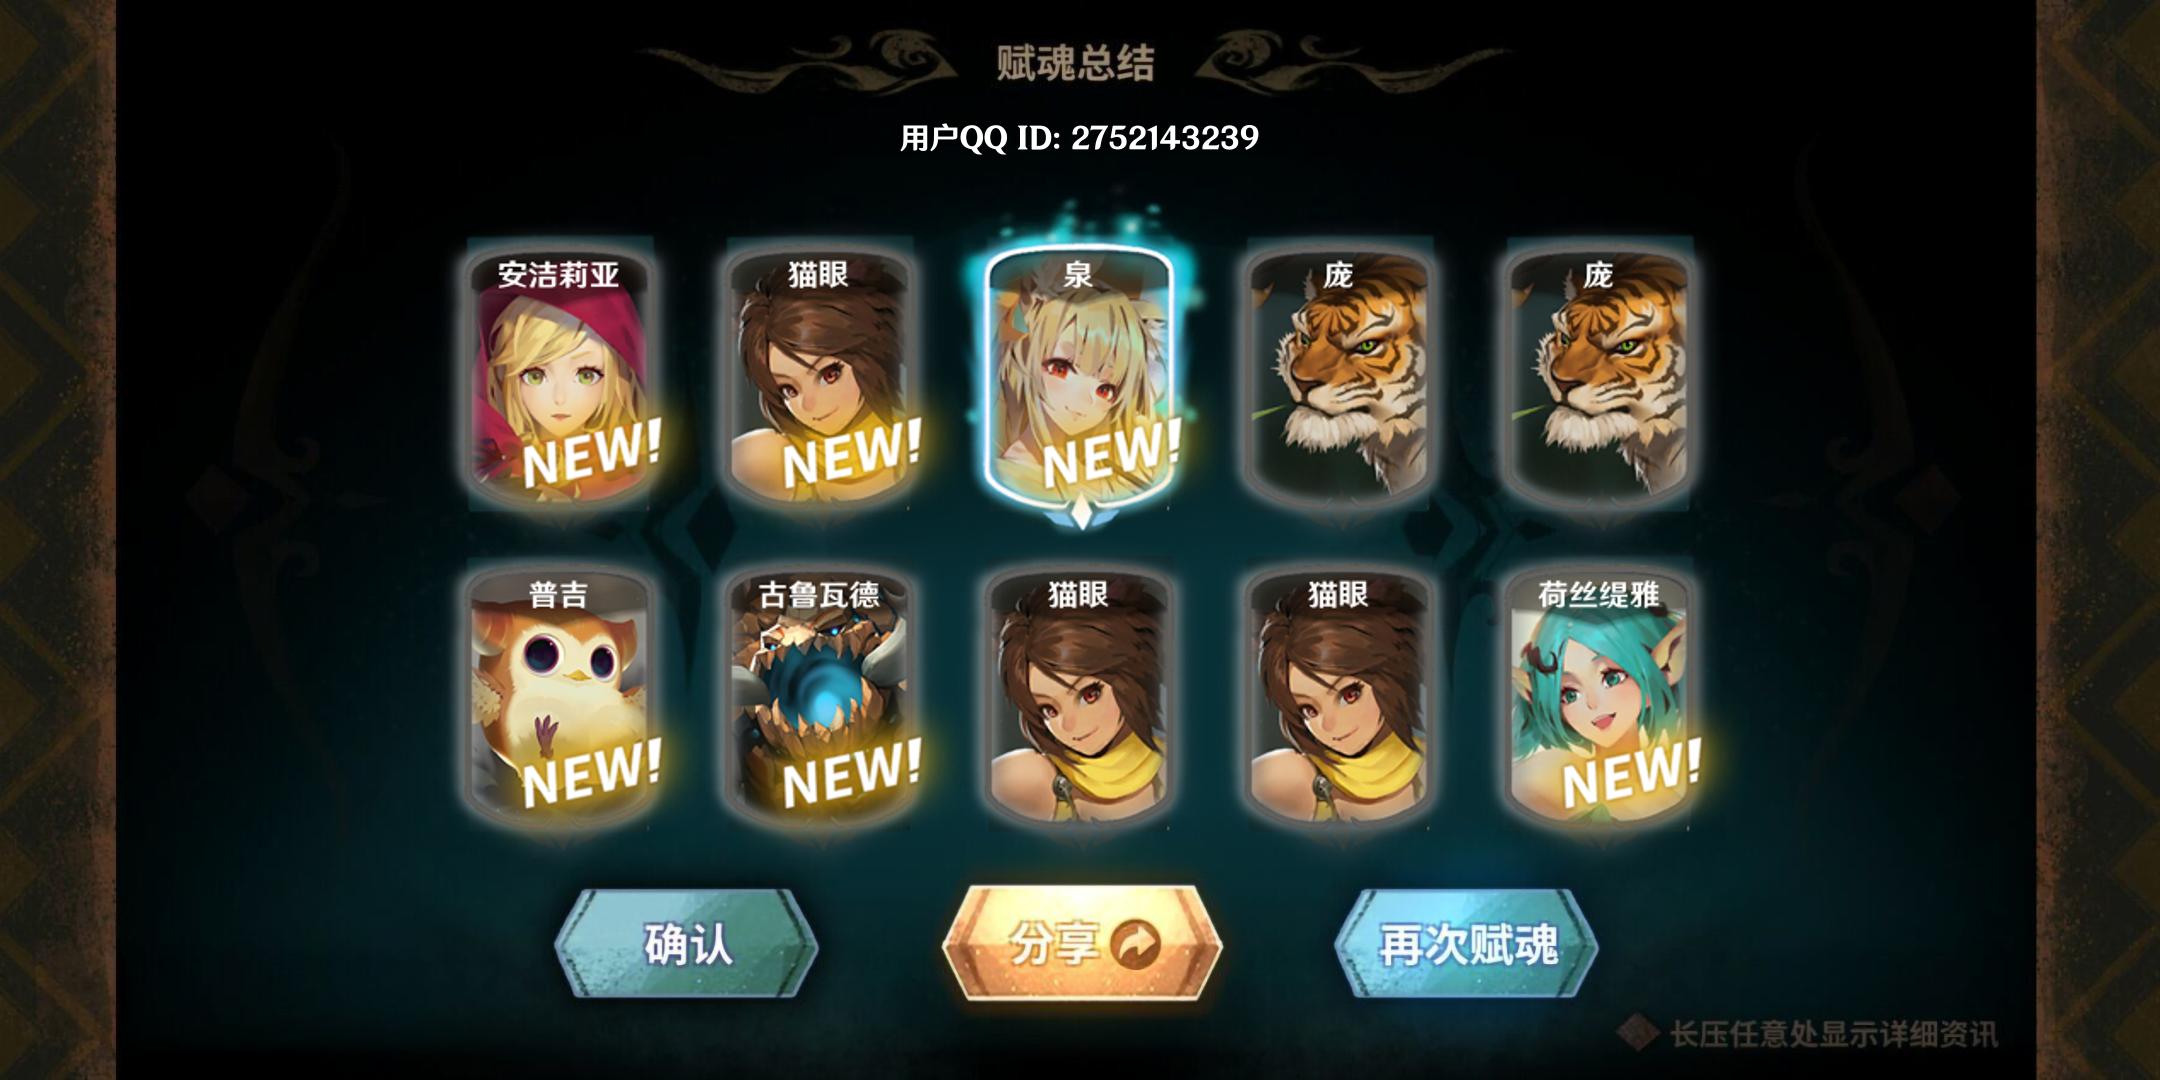 赋魂总结
用户QQ ID: 2752143239
安洁莉亚 猫眼 泉 庞 庞
NEW! NEW! NEW!
普吉 古鲁瓦德 猫眼 猫眼 荷丝缇雅
NEW! NEW! NEW!
确认 分享 再次赋魂
长压任意处显示详细资讯